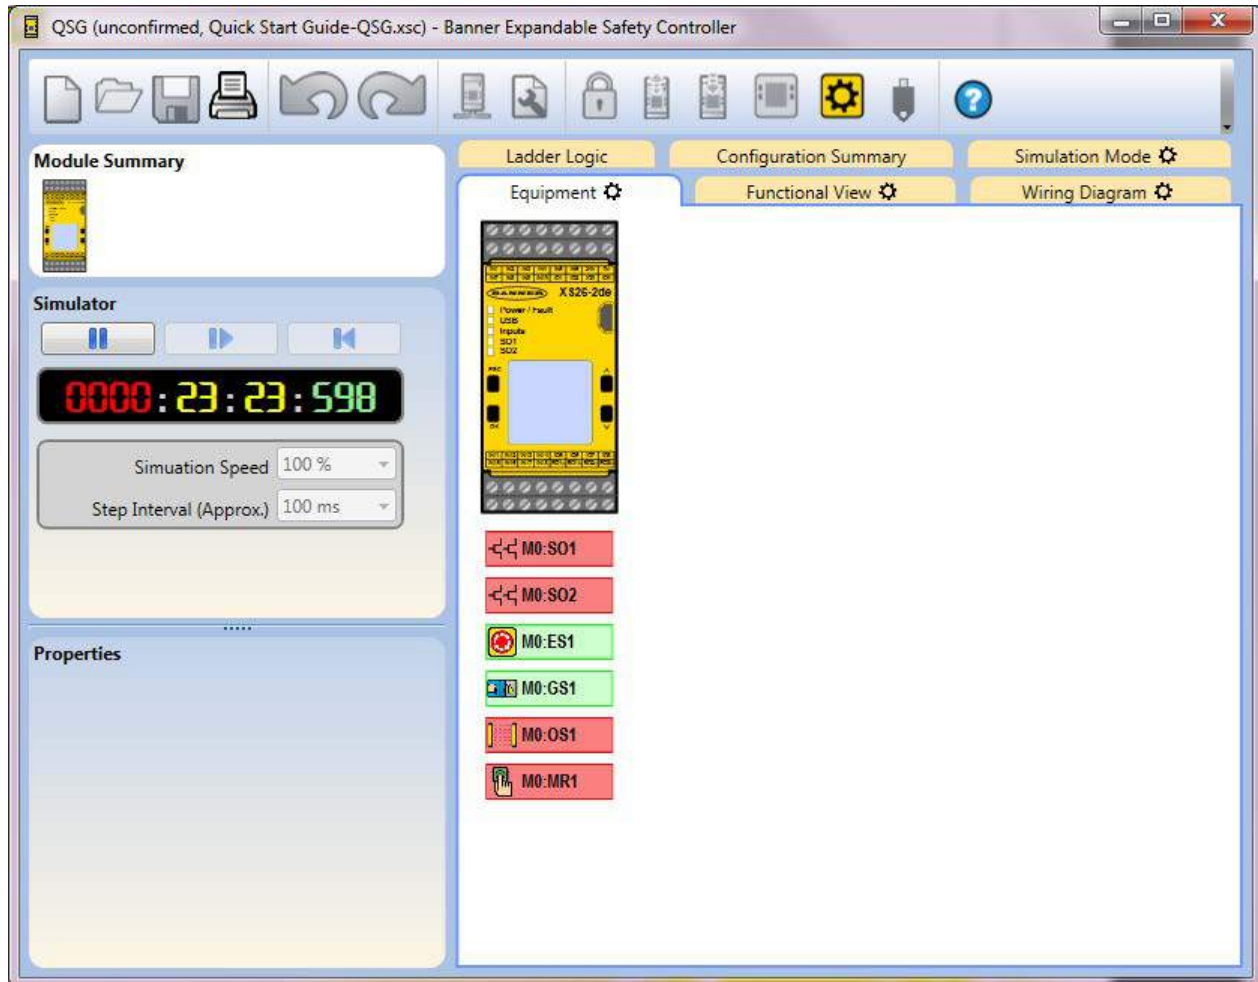 QSG (unconfirmed, Quick Start Guide-QSG.xsc) - Banner Expandable Safety Controller
Module Summary
Simulator
0000:23:23:598
Simuation Speed 100 %
Step Interval (Approx.) 100 ms
Properties
Ladder Logic Configuration Summary Simulation Mode
Equipment Functional View Wiring Diagram
BANNER XS26-2de
Power / Fault
USB
Inputs
SO1
SO2
OK
M0:SO1
M0:SO2
M0:ES1
M0:GS1
M0:OS1
M0:MR1